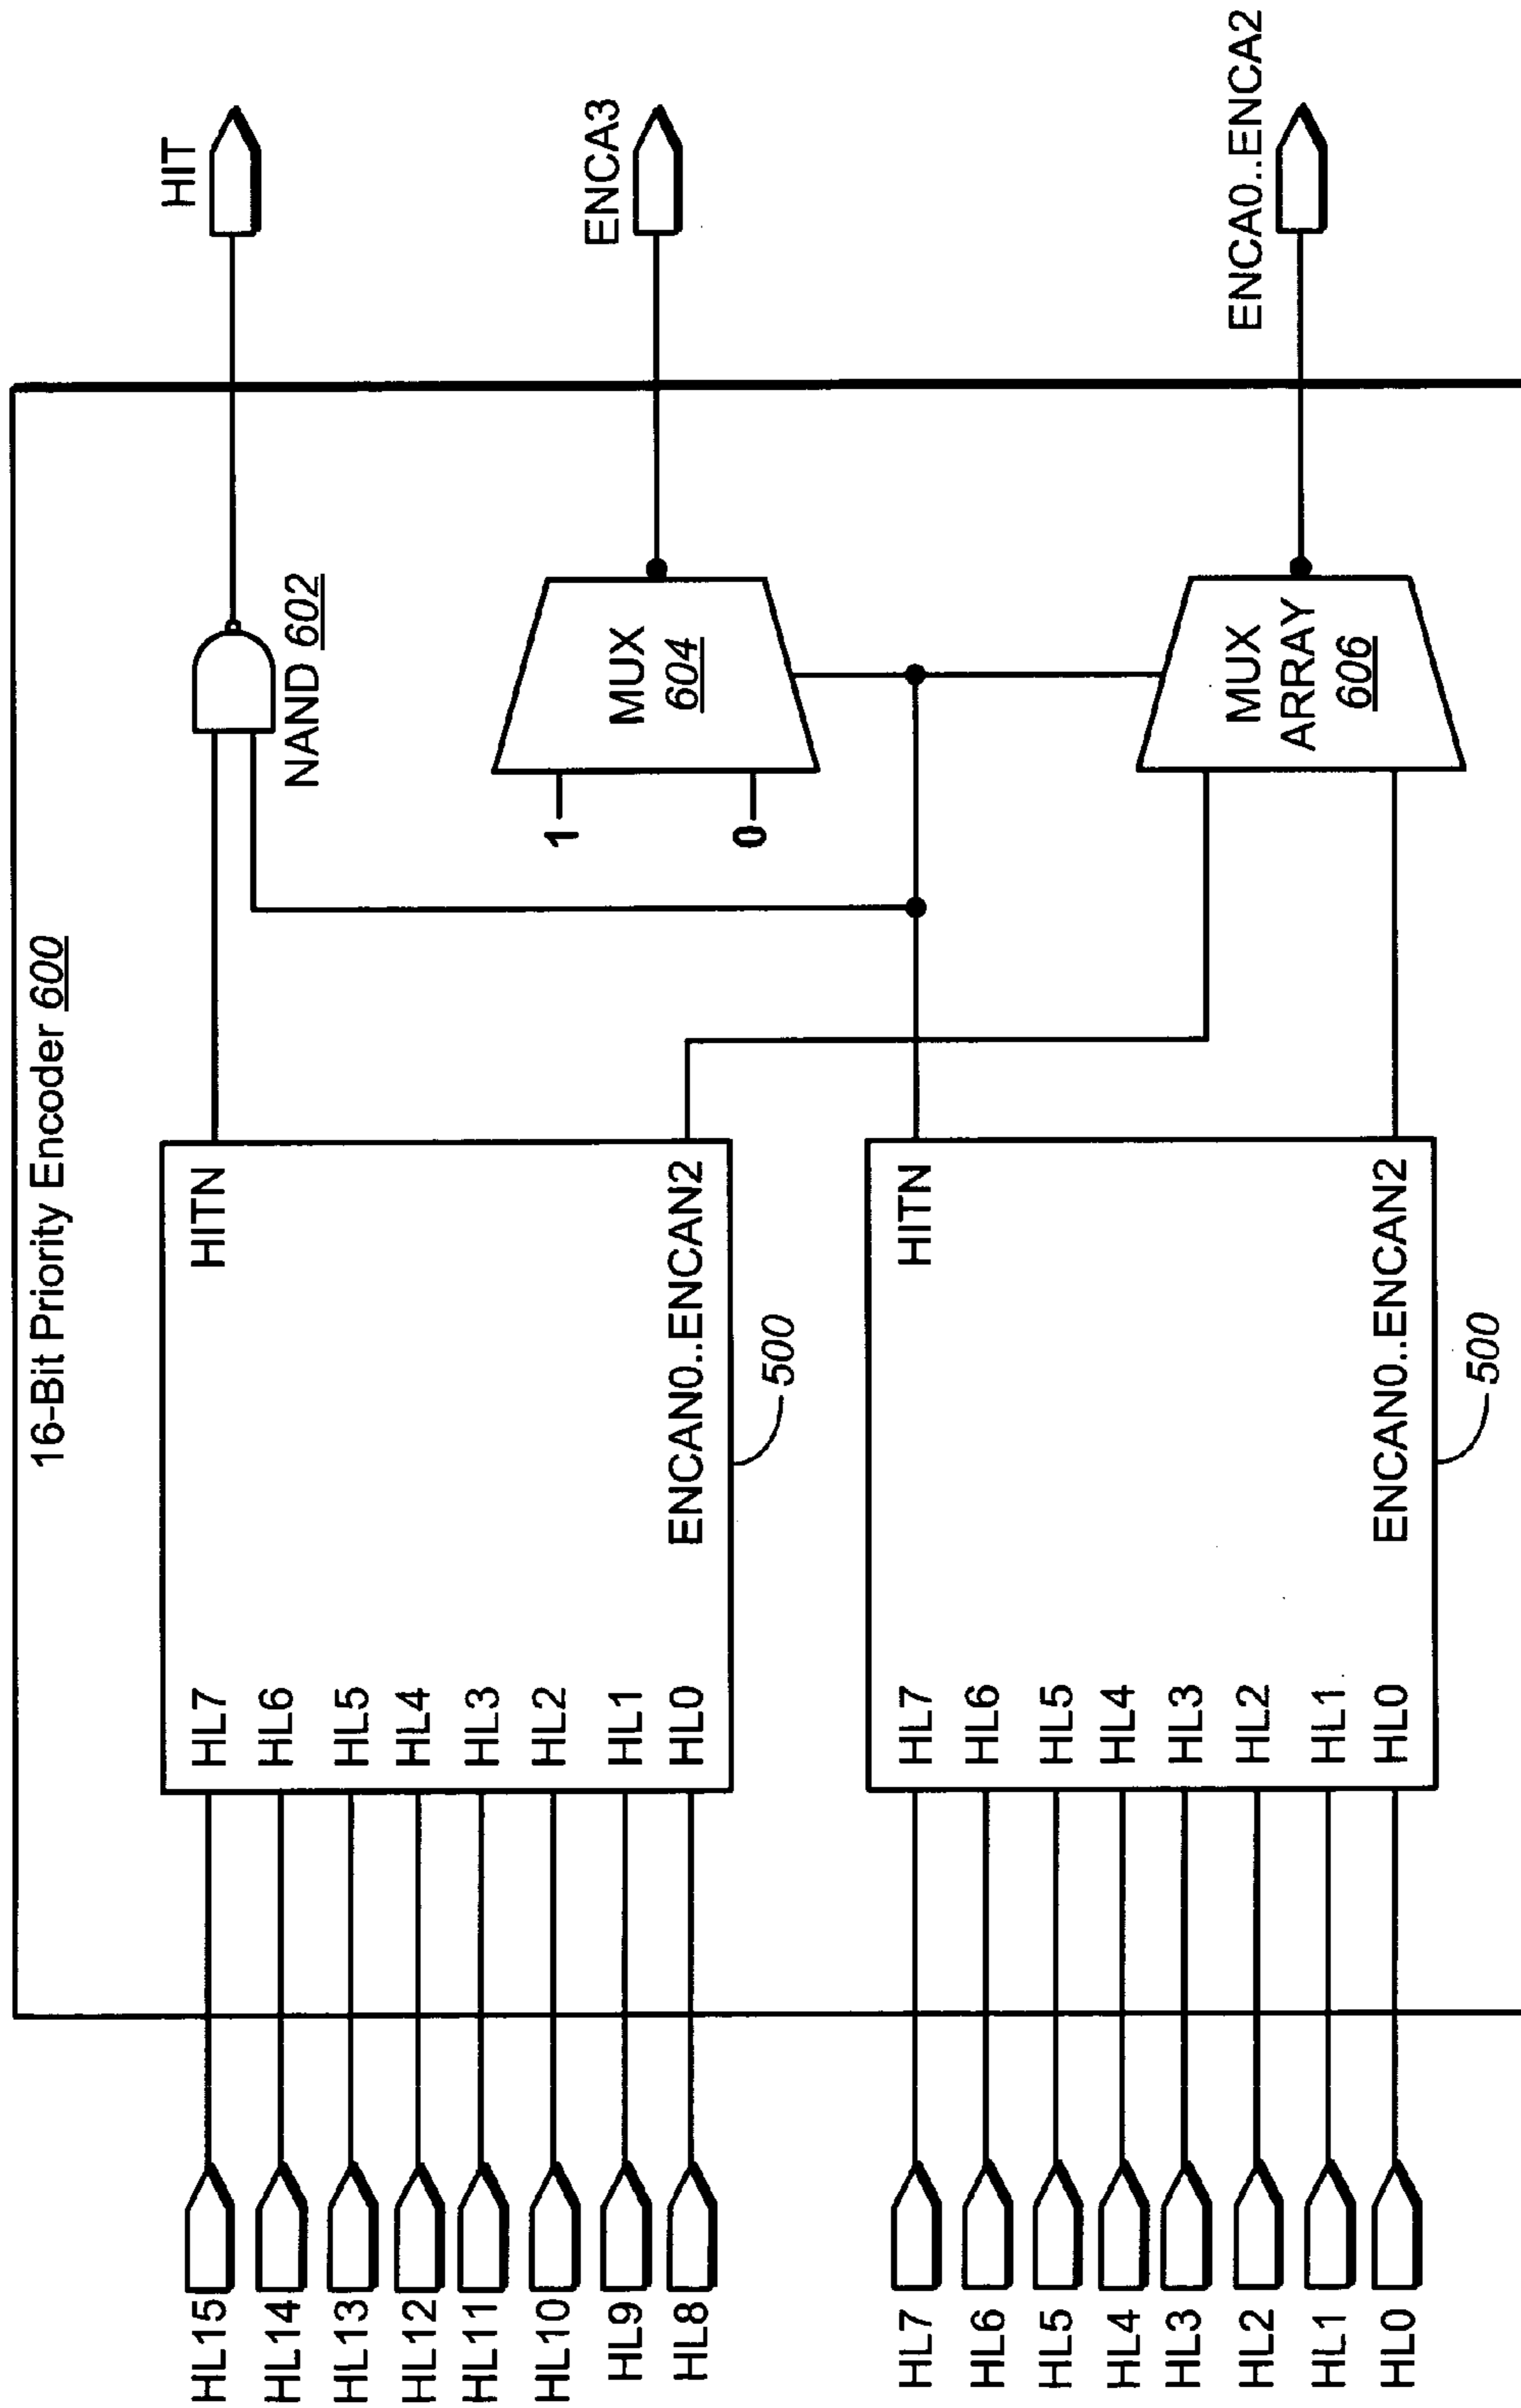 16-Bit Priority Encoder 600
HL15
HL14
HL13
HL12
HL11
HL10
HL9
HL8
HL7
HL6
HL5
HL4
HL3
HL2
HL1
HL0
HITN
ENCAN0..ENCAN2
500
NAND 602
HIT
1
0
MUX
604
ENCA3
HL7
HL6
HL5
HL4
HL3
HL2
HL1
HL0
HL7
HL6
HL5
HL4
HL3
HL2
HL1
HL0
HITN
ENCAN0..ENCAN2
500
MUX
ARRAY
606
ENCA0..ENCA2